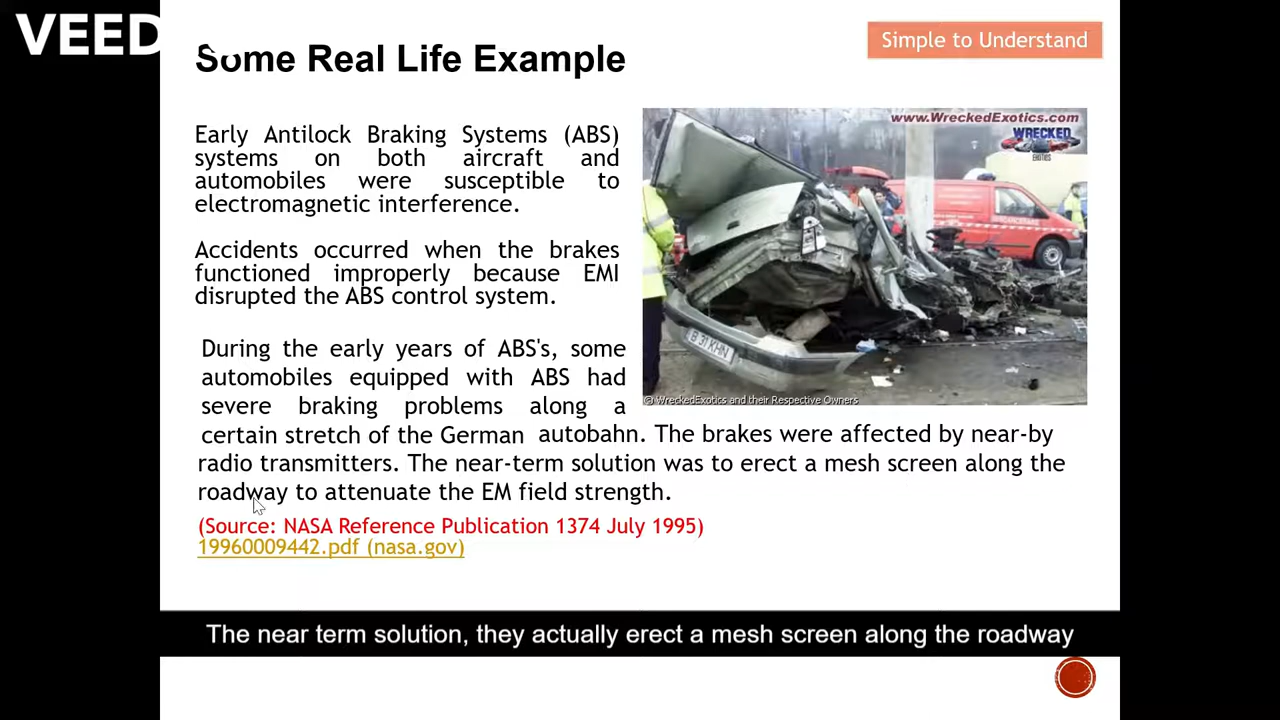 VEED
Some Real Life Example
Simple to Understand
Early Antilock Braking Systems (ABS)
systems on both aircraft and
automobiles were susceptible to
electromagnetic interference.
Accidents occurred when the brakes
functioned improperly because EMI
disrupted the ABS control system.
During the early years of ABS's, some
automobiles equipped with ABS had
severe braking problems along a
certain stretch of the German autobahn. The brakes were affected by near-by
radio transmitters. The near-term solution was to erect a mesh screen along the
roadway to attenuate the EM field strength.
(Source: NASA Reference Publication 1374 July 1995)
19960009442.pdf (nasa.gov)
www.WreckedExotics.com
WRECKED
EXOTICS
B 31 KHN
© WreckedExotics and their Respective Owners
The near term solution, they actually erect a mesh screen along the roadway